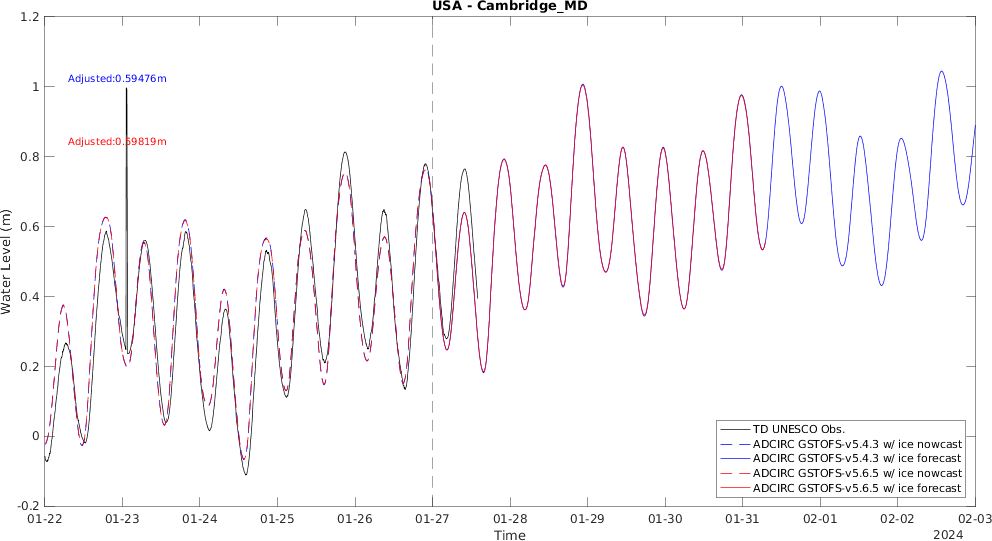 USA - Cambridge_MD
Water Level (m)
1.2
1
0.8
0.6
0.4
0.2
0
-0.2
Adjusted:0.59476m
Adjusted:0.59819m
TD UNESCO Obs.
ADCIRC GSTOFS-v5.4.3 w/ ice nowcast
ADCIRC GSTOFS-v5.4.3 w/ ice forecast
ADCIRC GSTOFS-v5.6.5 w/ ice nowcast
ADCIRC GSTOFS-v5.6.5 w/ ice forecast
01-22 01-23 01-24 01-25 01-26 01-27 01-28 01-29 01-30 01-31 02-01 02-02 02-03
Time
2024